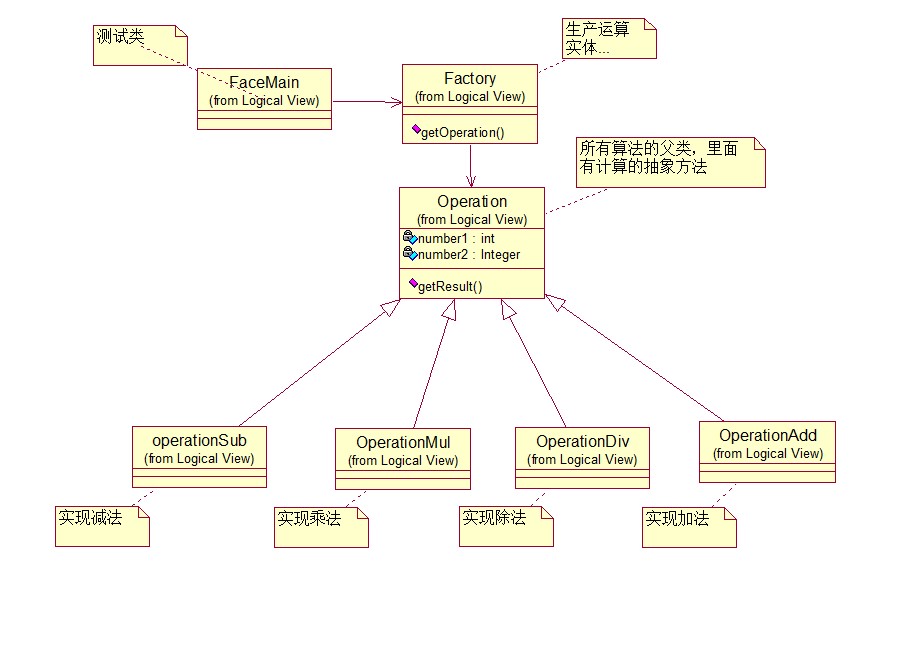 测试类
生产运算
实体...
FaceMain
(from Logical View)
Factory
(from Logical View)
getOperation()
所有算法的父类，里面
有计算的抽象方法
Operation
(from Logical View)
number1 : int
number2 : Integer
getResult()
operationSub
(from Logical View)
OperationMul
(from Logical View)
OperationDiv
(from Logical View)
OperationAdd
(from Logical View)
实现减法
实现乘法
实现除法
实现加法